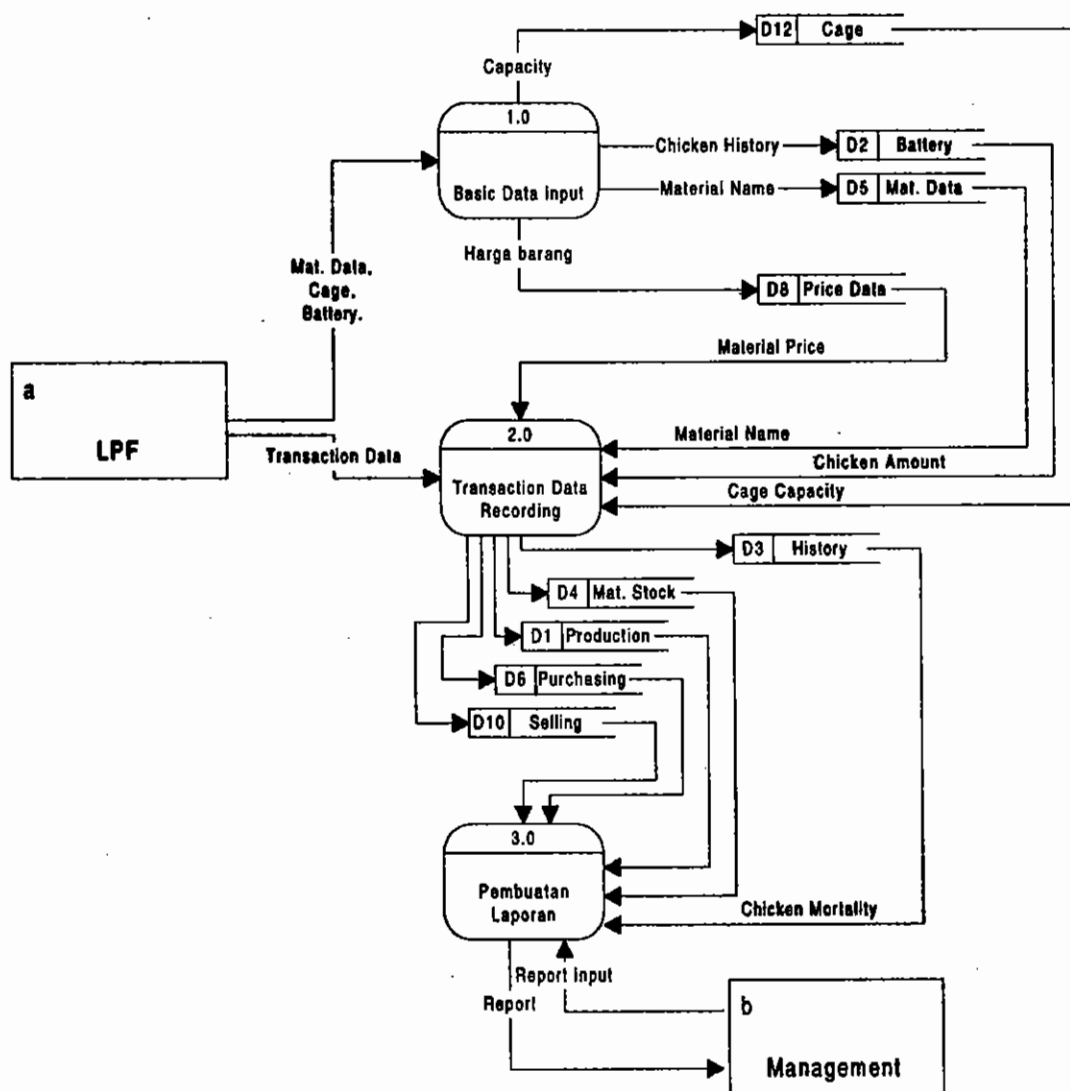 D12 Cage
Capacity
1.0
Basic Data Input
Chicken History
D2 Battery
Material Name
D5 Mat. Data
Harga barang
Mat. Data,
Cage,
Battery.
D8 Price Data
Material Price
a
LPF
Transaction Data
2.0
Transaction Data
Recording
Material Name
Chicken Amount
Cage Capacity
D3 History
D4 Mat. Stock
D1 Production
D6 Purchasing
D10 Selling
3.0
Pembuatan
Laporan
Chicken Mortality
Report Input
Report
b
Management